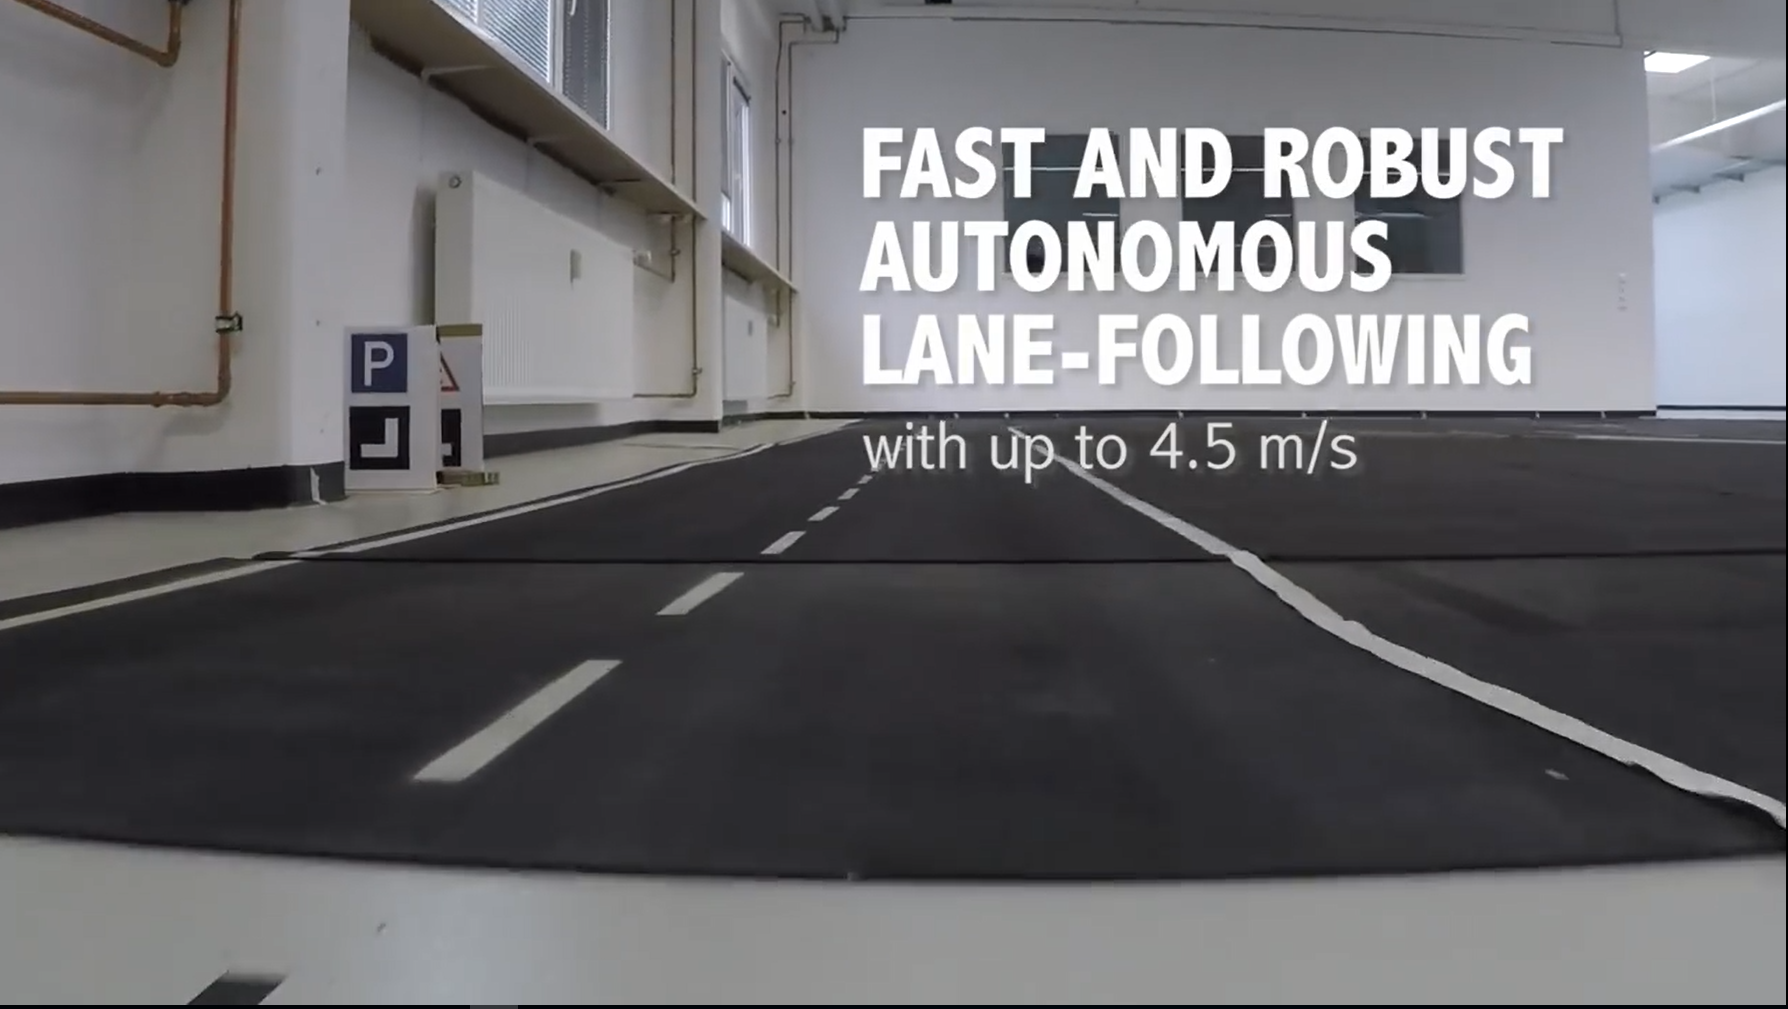 FAST AND ROBUST
AUTONOMOUS
LANE-FOLLOWING
with up to 4.5 m/s
P